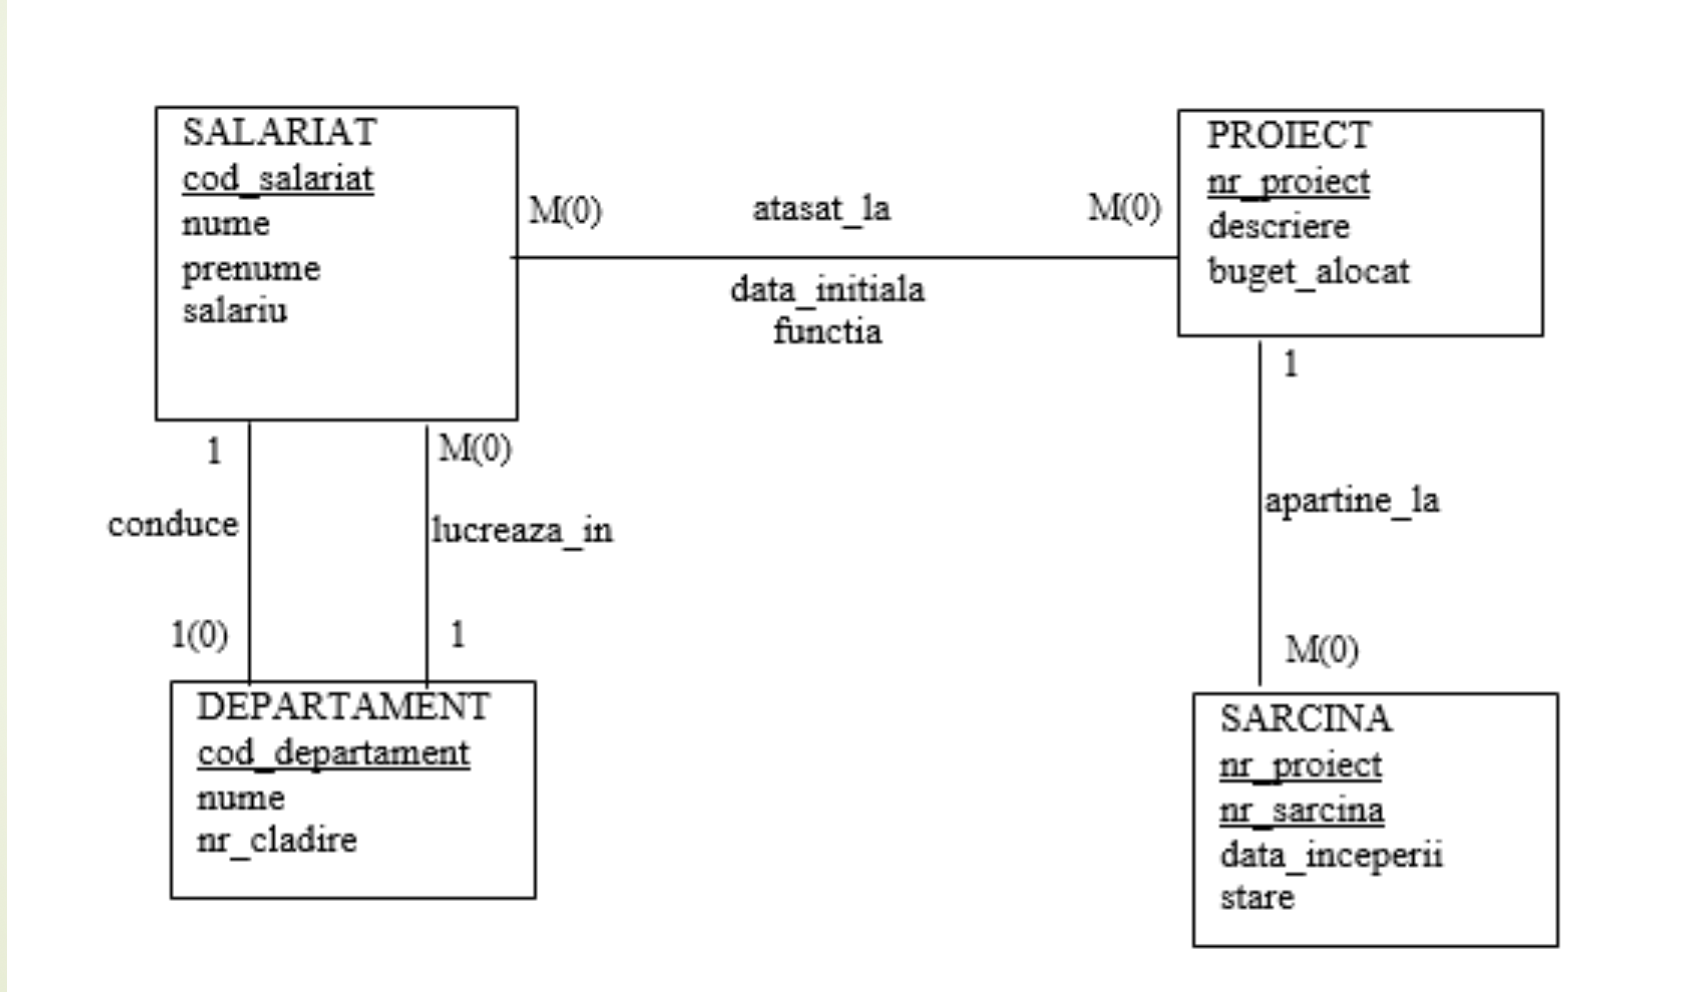 SALARIAT
cod_salariat
nume
prenume
salariu
M(0)
atasat_la
M(0)
data_initiala
functia
PROIECT
nr_proiect
descriere
buget_alocat
1
conduce
1(0)
M(0)
lucreaza_in
1
1
apartine_la
M(0)
DEPARTAMENT
cod_departament
nume
nr_cladire
SARCINA
nr_proiect
nr_sarcina
data_inceperii
stare